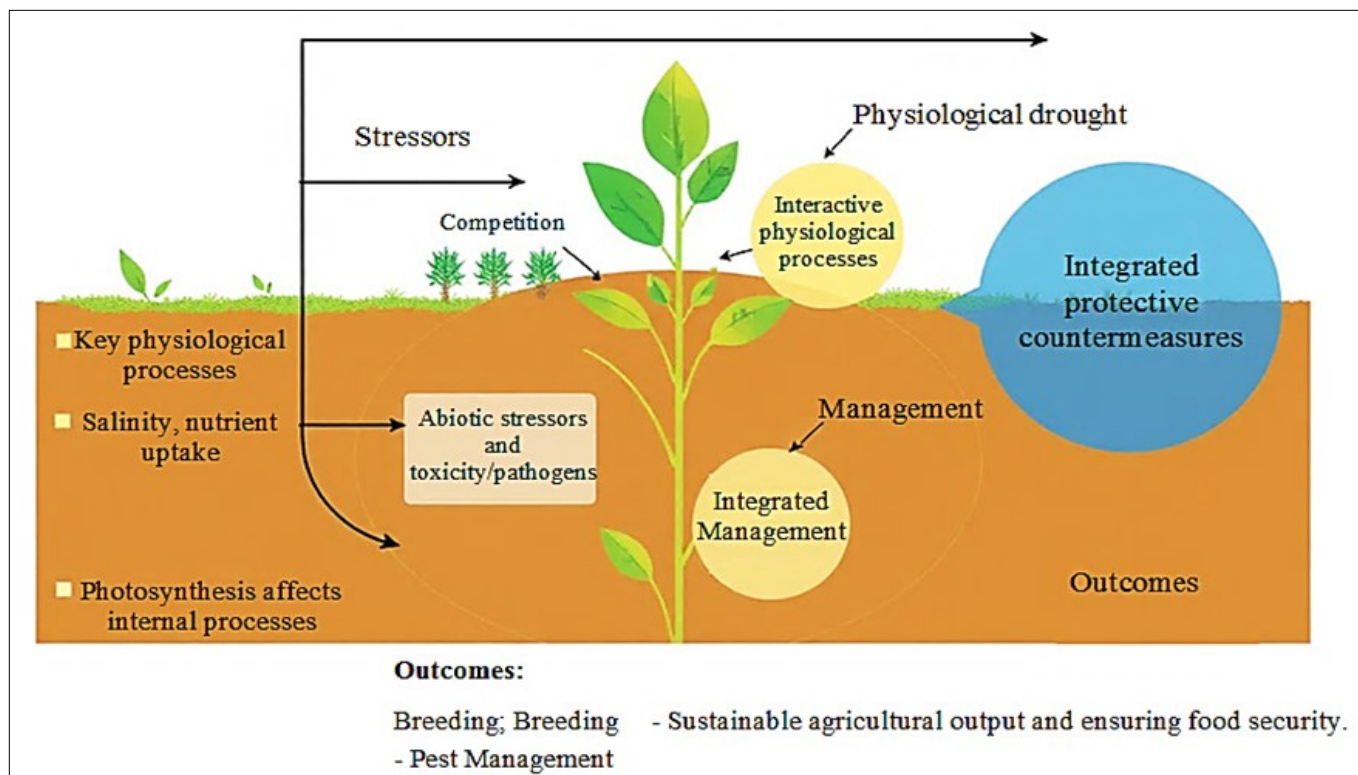 Physiological drought
Stressors
Competition
Interactive
physiological
processes
Integrated
protective
countermeasures
Key physiological
processes
Salinity, nutrient
uptake
Abiotic stressors
and
toxicity/pathogens
Management
Integrated
Management
Photosynthesis affects
internal processes
Outcomes
Outcomes:
Breeding; Breeding - Sustainable agricultural output and ensuring food security.
- Pest Management